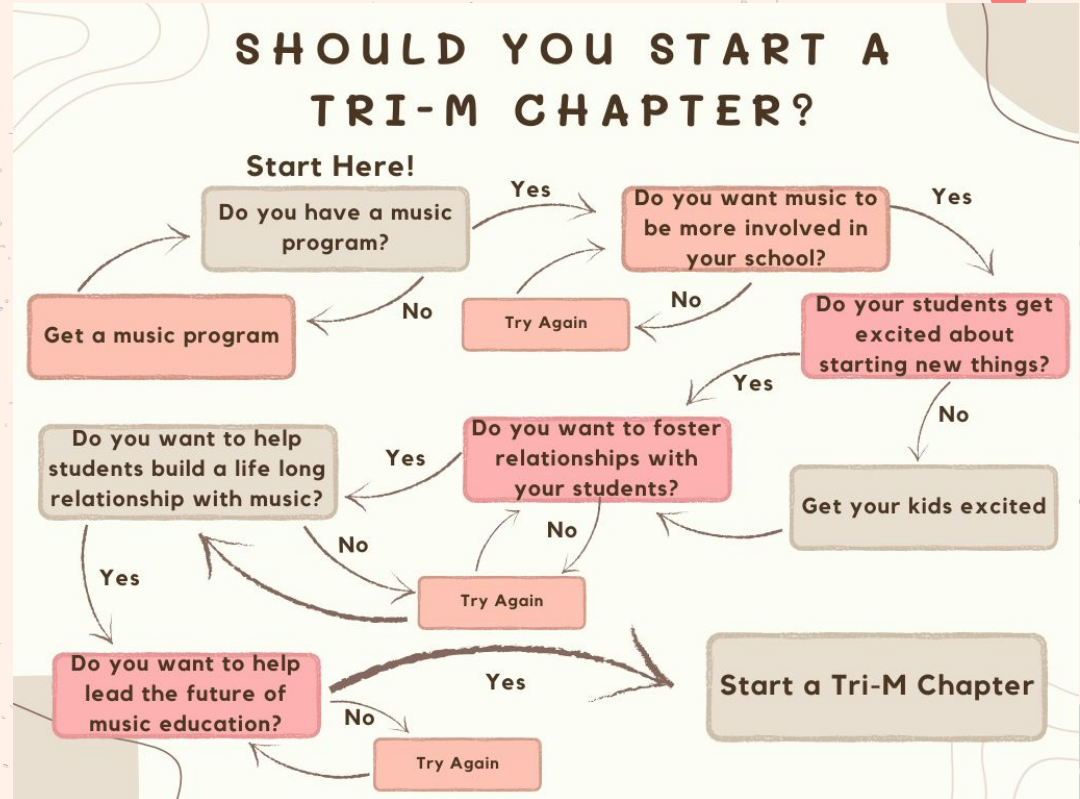 SHOULD YOU START A
TRI-M CHAPTER?
Start Here!
Do you have a music
program?
Yes
No
Get a music program
Do you want music to
be more involved in
your school?
Yes
No
Try Again
Do your students get
excited about
starting new things?
Yes
No
Get your kids excited
Do you want to foster
relationships with
your students?
Yes
No
Try Again
Do you want to help
students build a life long
relationship with music?
No
Yes
Do you want to help
lead the future of
music education?
Yes
No
Try Again
Start a Tri-M Chapter